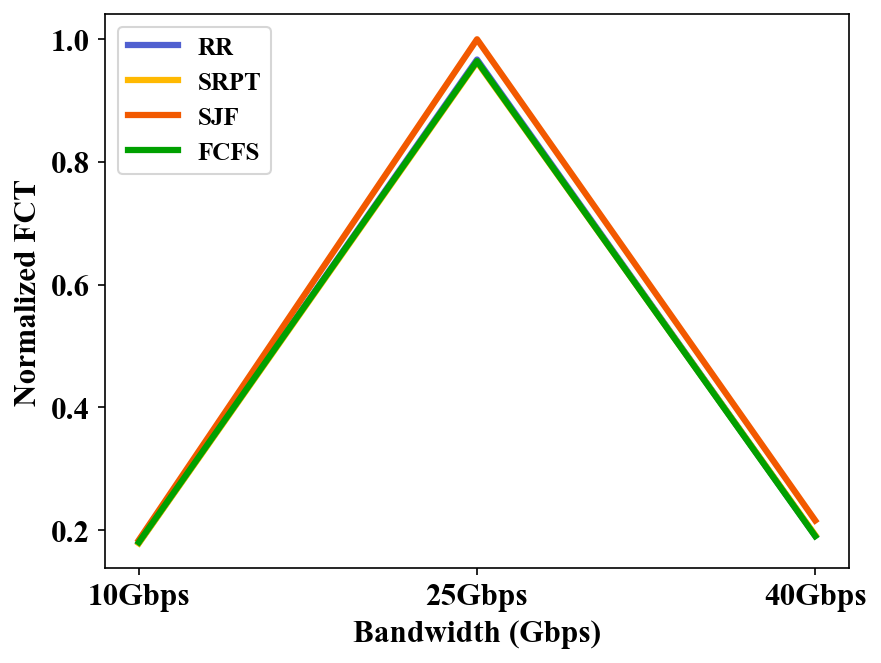 RR
SRPT
SJF
FCFS
Normalized FCT
1.0
0.8
0.6
0.4
0.2
10Gbps 25Gbps 40Gbps
Bandwidth (Gbps)